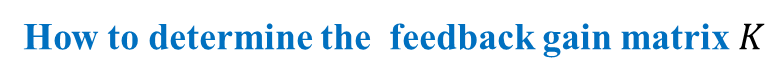 How to determine the feedback gain matrix K